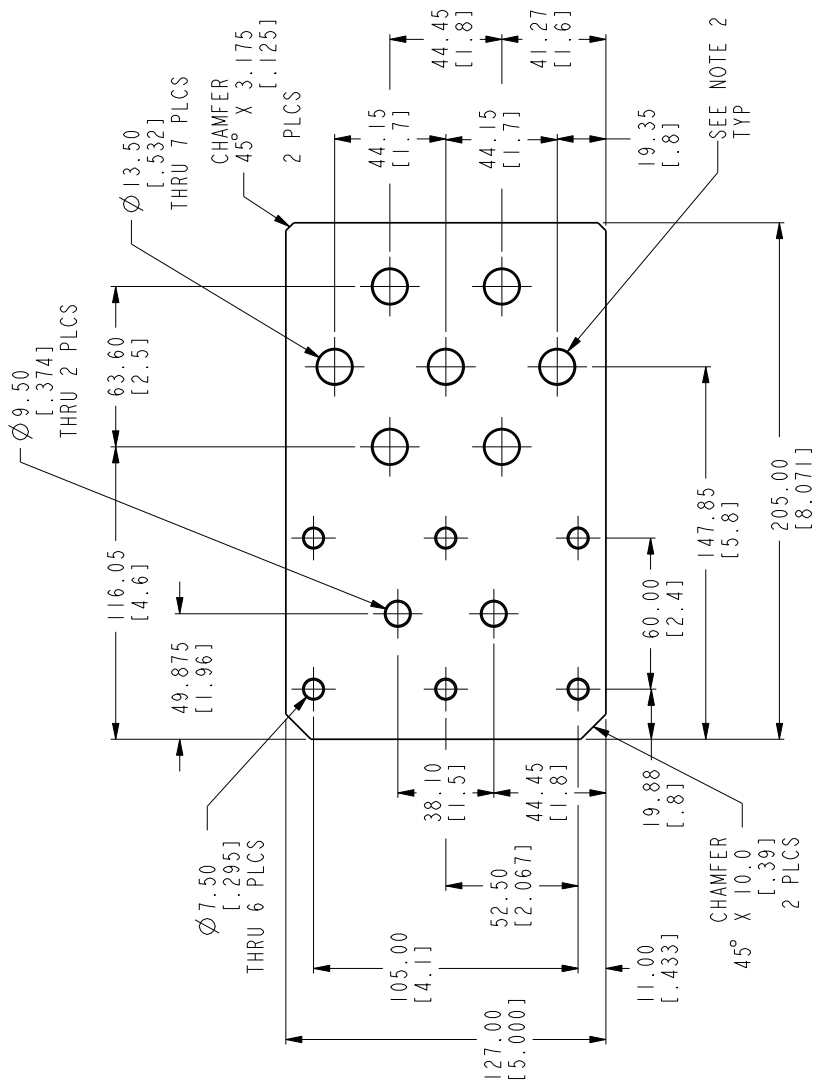 Ø9.50
[.374]
THRU 2 PLCS
Ø13.50
[.532]
THRU 7 PLCS
CHAMFER
45° X 3.175
[.125]
2 PLCS
63.60
[2.5]
116.05
[4.6]
49.875
[1.96]
Ø7.50
[.295]
THRU 6 PLCS
44.45
[1.8]
41.27
[1.6]
44.15
[1.7]
44.15
[1.7]
19.35
[.8]
SEE NOTE 2
TYP
38.10
[1.5]
44.45
[1.8]
52.50
[2.067]
105.00
[4.1]
11.00
[.433]
127.00
[5.000]
CHAMFER
45° X 10.0
[.39]
2 PLCS
19.88
[.8]
60.00
[2.4]
147.85
[5.8]
205.00
[8.071]